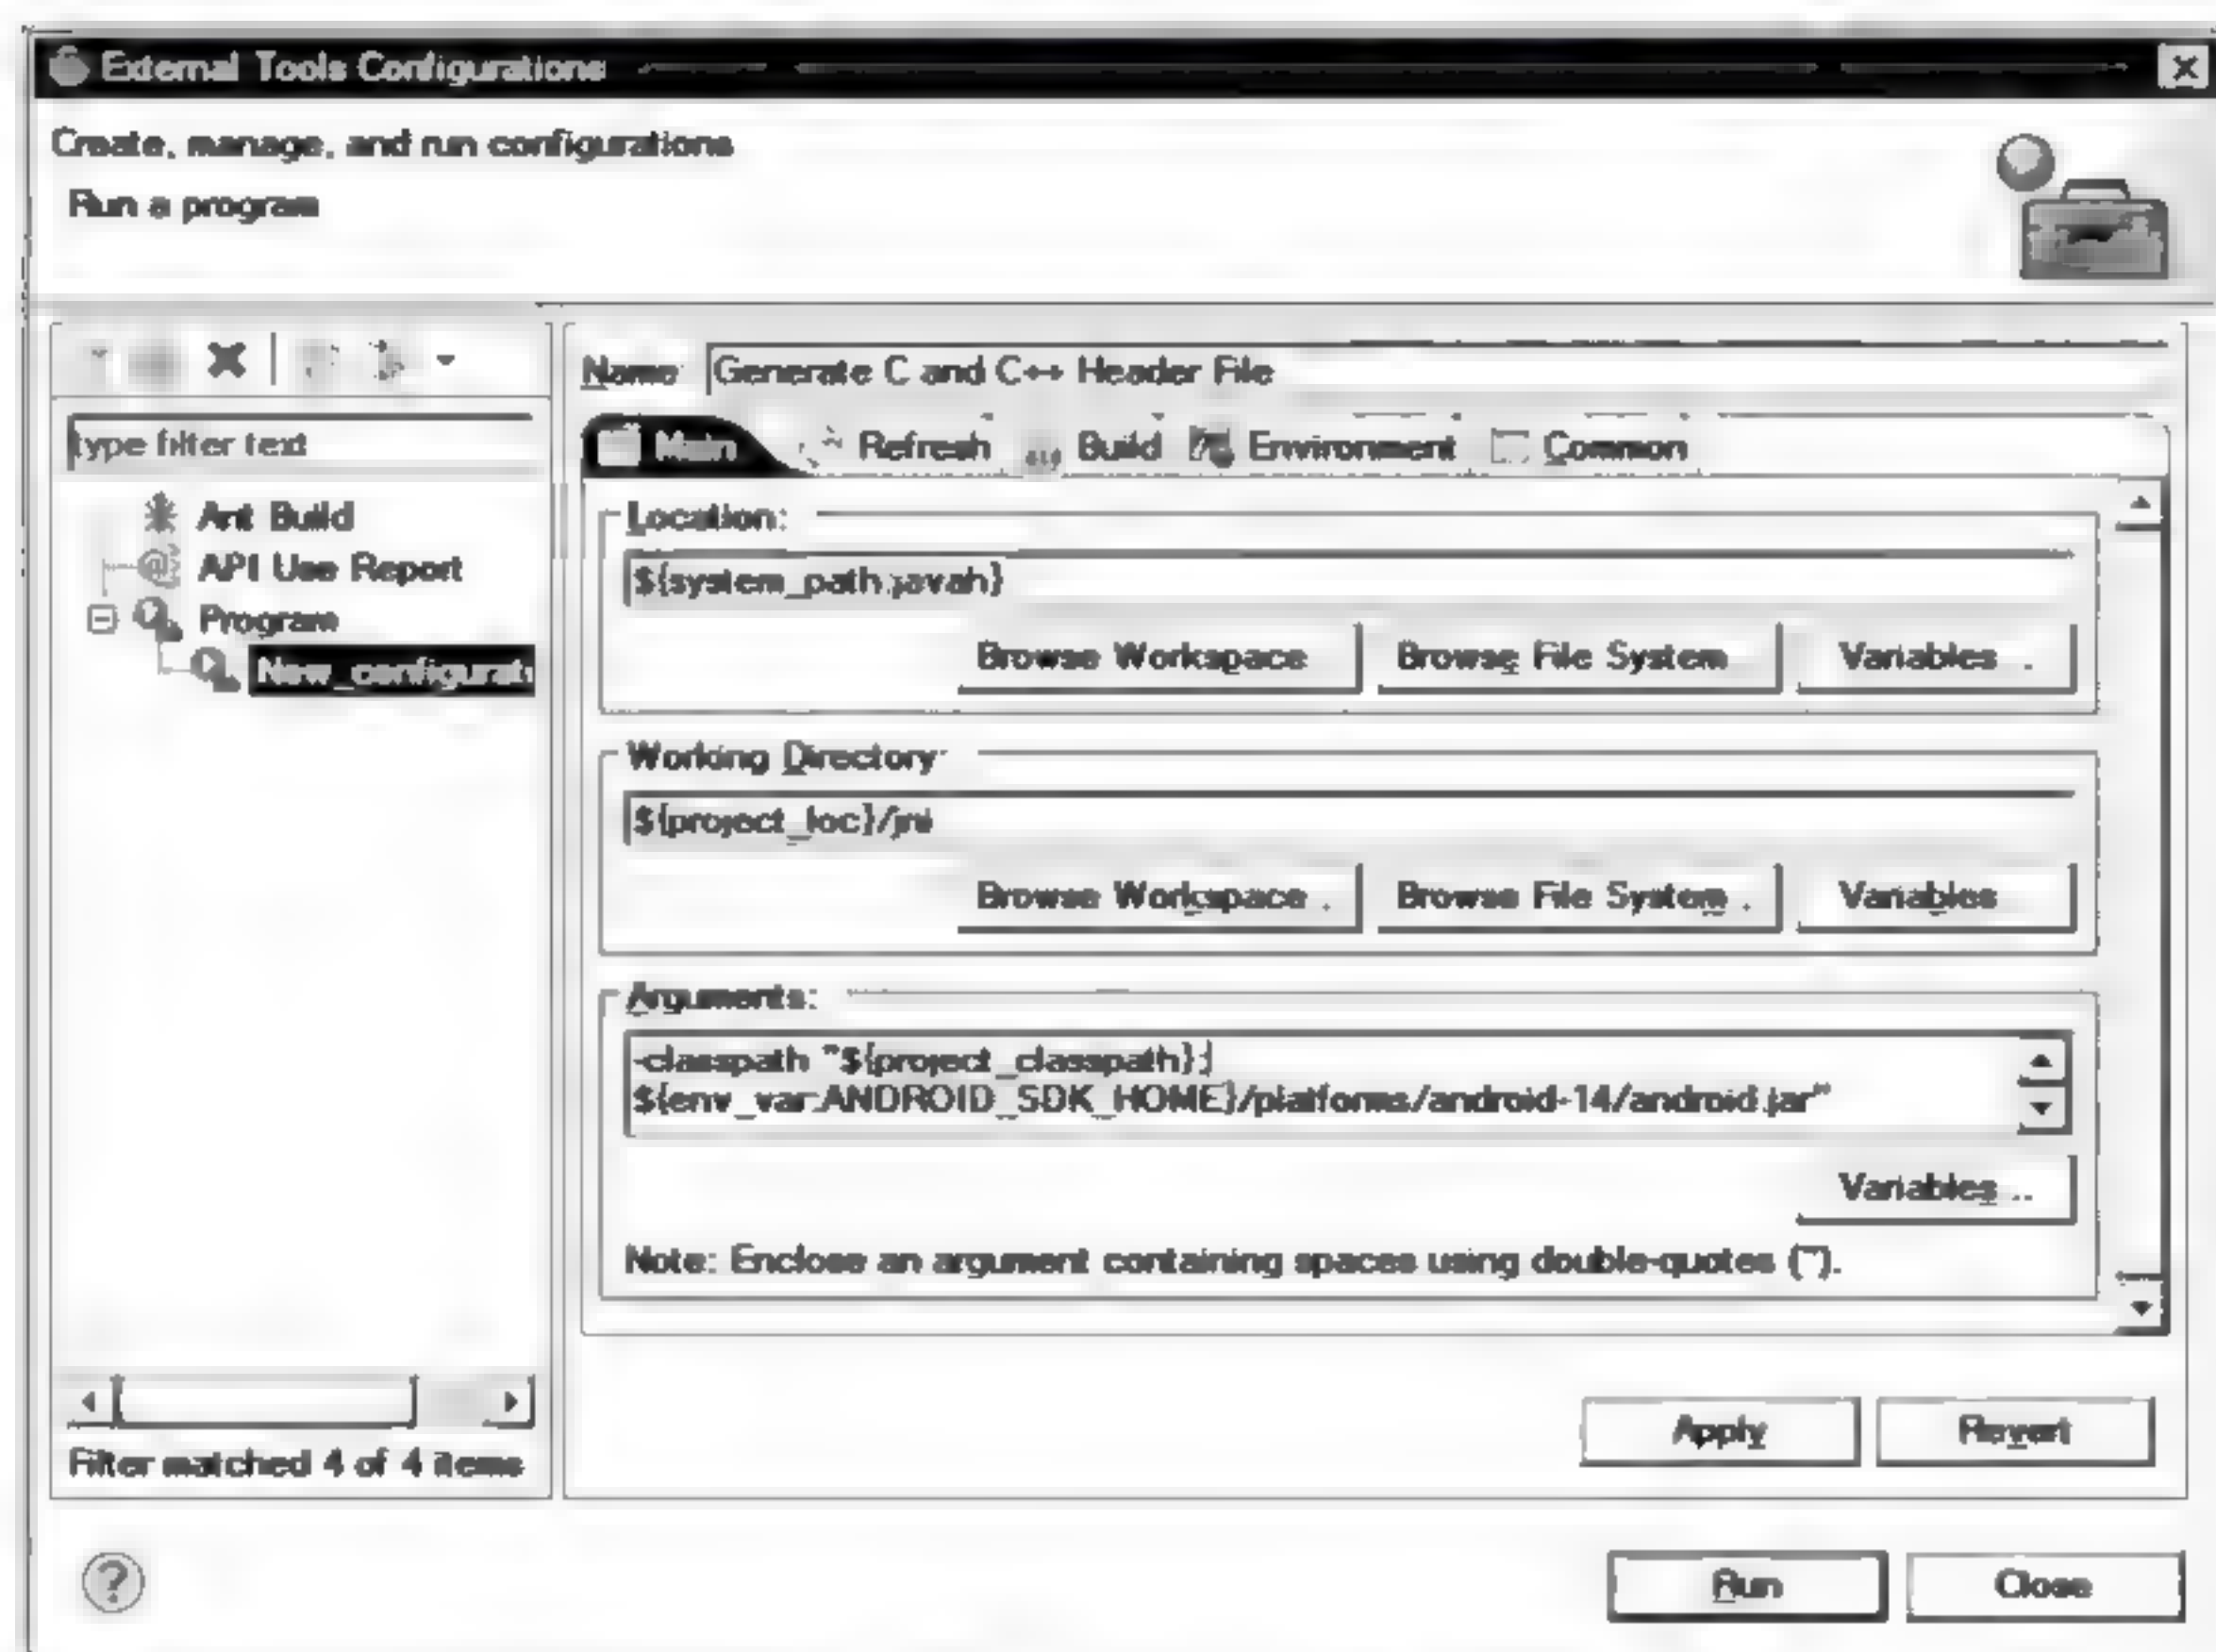 External Tools Configurations
Create, manage, and run configurations
Run a program
Name: Generate C and C++ Header File
type filter text
Main Refresh Build Environment Common
Ant Build
API Use Report
Program
New_configurati
Location:
${system_path:javah}
Browse Workspace Browse File System Variables .
Working Directory:
${project_loc}/jni
Browse Workspace . Browse File System . Variables
Arguments:
-classpath "${project_classpath};
${env_var:ANDROID_SDK_HOME}/platforms/android-14/android.jar"
Variables ..
Note: Enclose an argument containing spaces using double-quotes (").
Filter matched 4 of 4 items
Apply Revert
Run Close